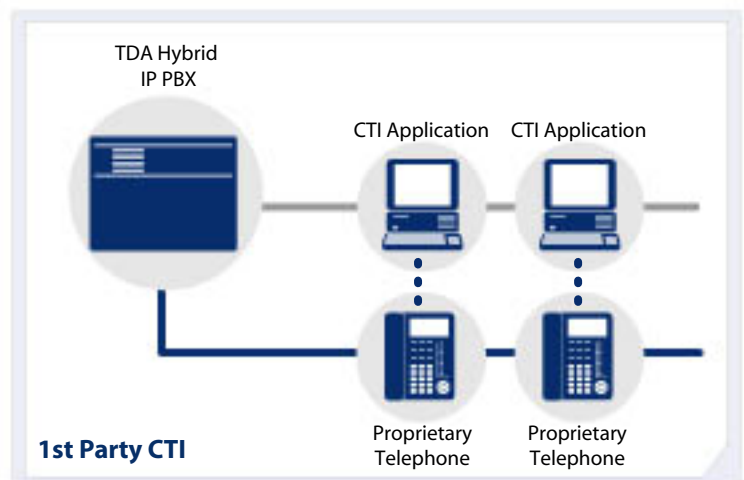 TDA Hybrid
IP PBX
CTI Application
CTI Application
Proprietary
Telephone
Proprietary
Telephone
1st Party CTI